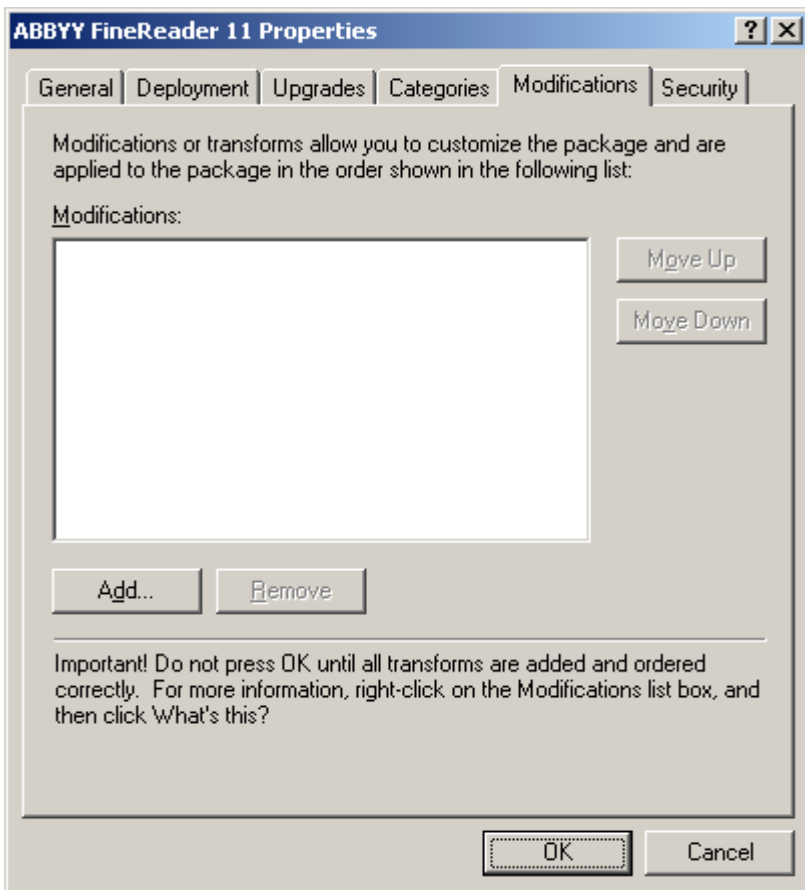 ABBYY FineReader 11 Properties
General Deployment Upgrades Categories Modifications Security
Modifications or transforms allow you to customize the package and are
applied to the package in the order shown in the following list:
Modifications:
Move Up
Move Down
Add... Remove
Important! Do not press OK until all transforms are added and ordered
correctly. For more information, right-click on the Modifications list box, and
then click What's this?
OK Cancel